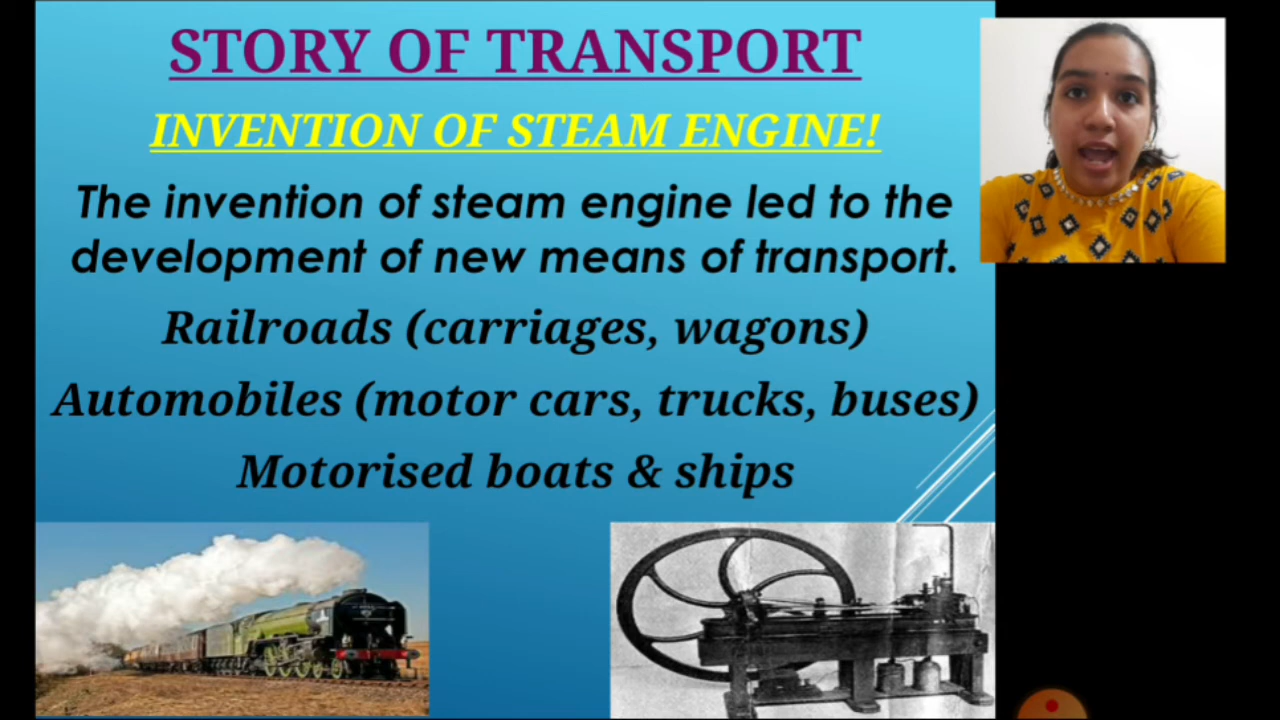 STORY OF TRANSPORT
INVENTION OF STEAM ENGINE!
The invention of steam engine led to the
development of new means of transport.
Railroads (carriages, wagons)
Automobiles (motor cars, trucks, buses)
Motorised boats & ships